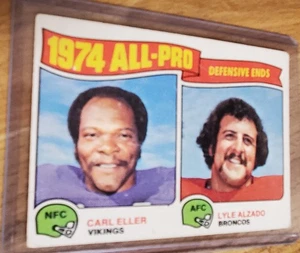 1974 ALL-PRO
DEFENSIVE ENDS
NFC
CARL ELLER
VIKINGS
AFC
LYLE ALZADO
BRONCOS